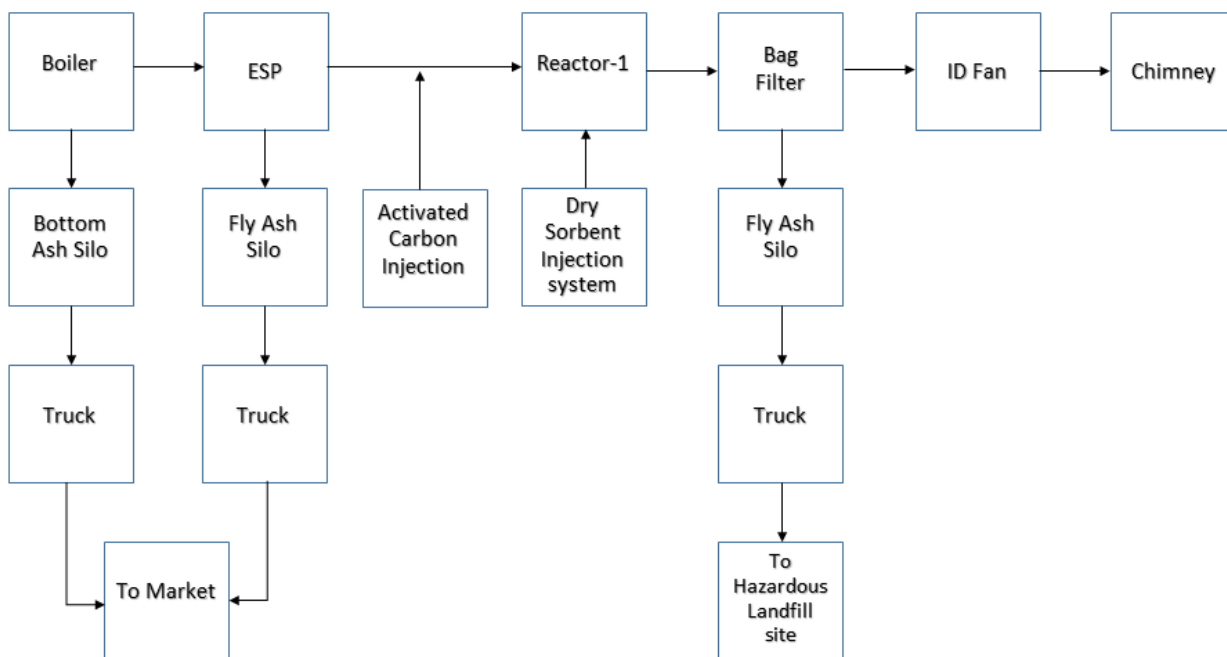 Boiler
ESP
Reactor-1
Bag
Filter
ID Fan
Chimney
Bottom
Ash Silo
Fly Ash
Silo
Activated
Carbon
Injection
Dry
Sorbent
Injection
system
Fly Ash
Silo
Truck
Truck
Truck
To Market
To
Hazardous
Landfill
site